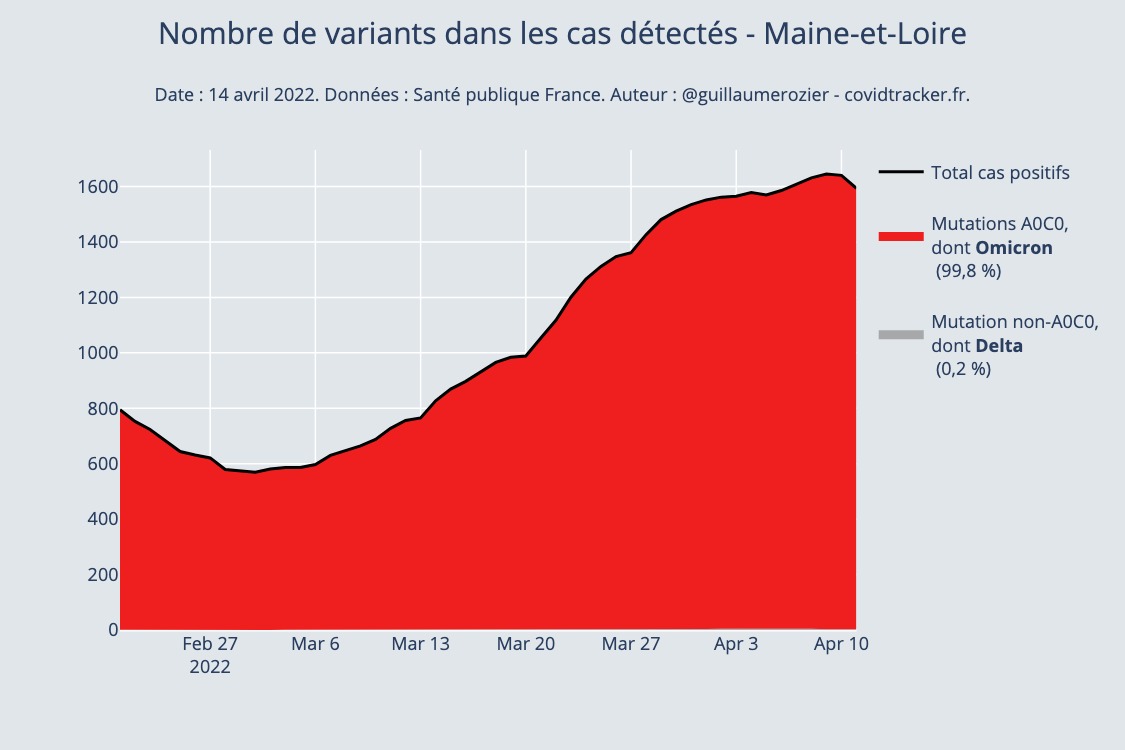 Nombre de variants dans les cas détectés - Maine-et-Loire
Date : 14 avril 2022. Données : Santé publique France. Auteur : @guillaumerozier - covidtracker.fr.
1600
1400
1200
1000
800
600
400
200
0
Feb 27
2022
Mar 6
Mar 13
Mar 20
Mar 27
Apr 3
Apr 10
Total cas positifs
Mutations A0C0,
dont Omicron
(99,8 %)
Mutation non-A0C0,
dont Delta
(0,2 %)